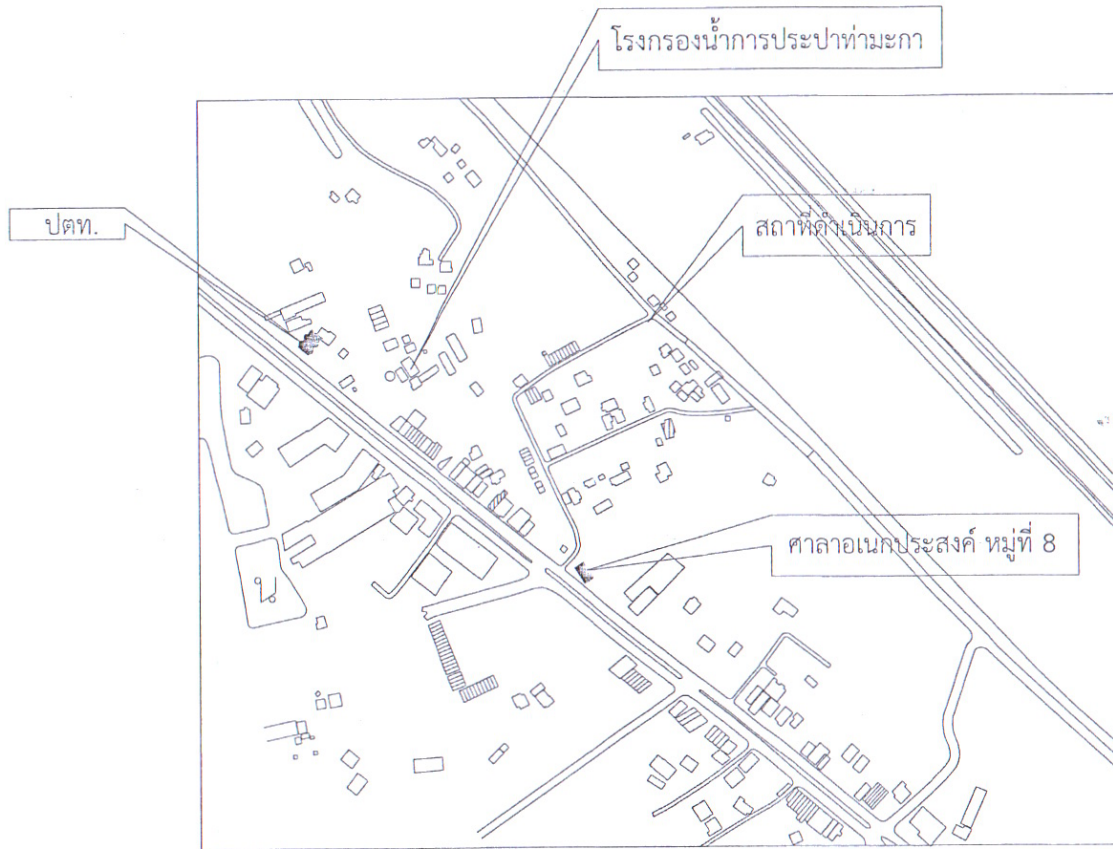 โรงกรองน้ำการประปาท่ามะกา
ปตท.
สถาที่ดำเนินการ
ศาลาอเนกประสงค์ หมู่ที่ 8
น.